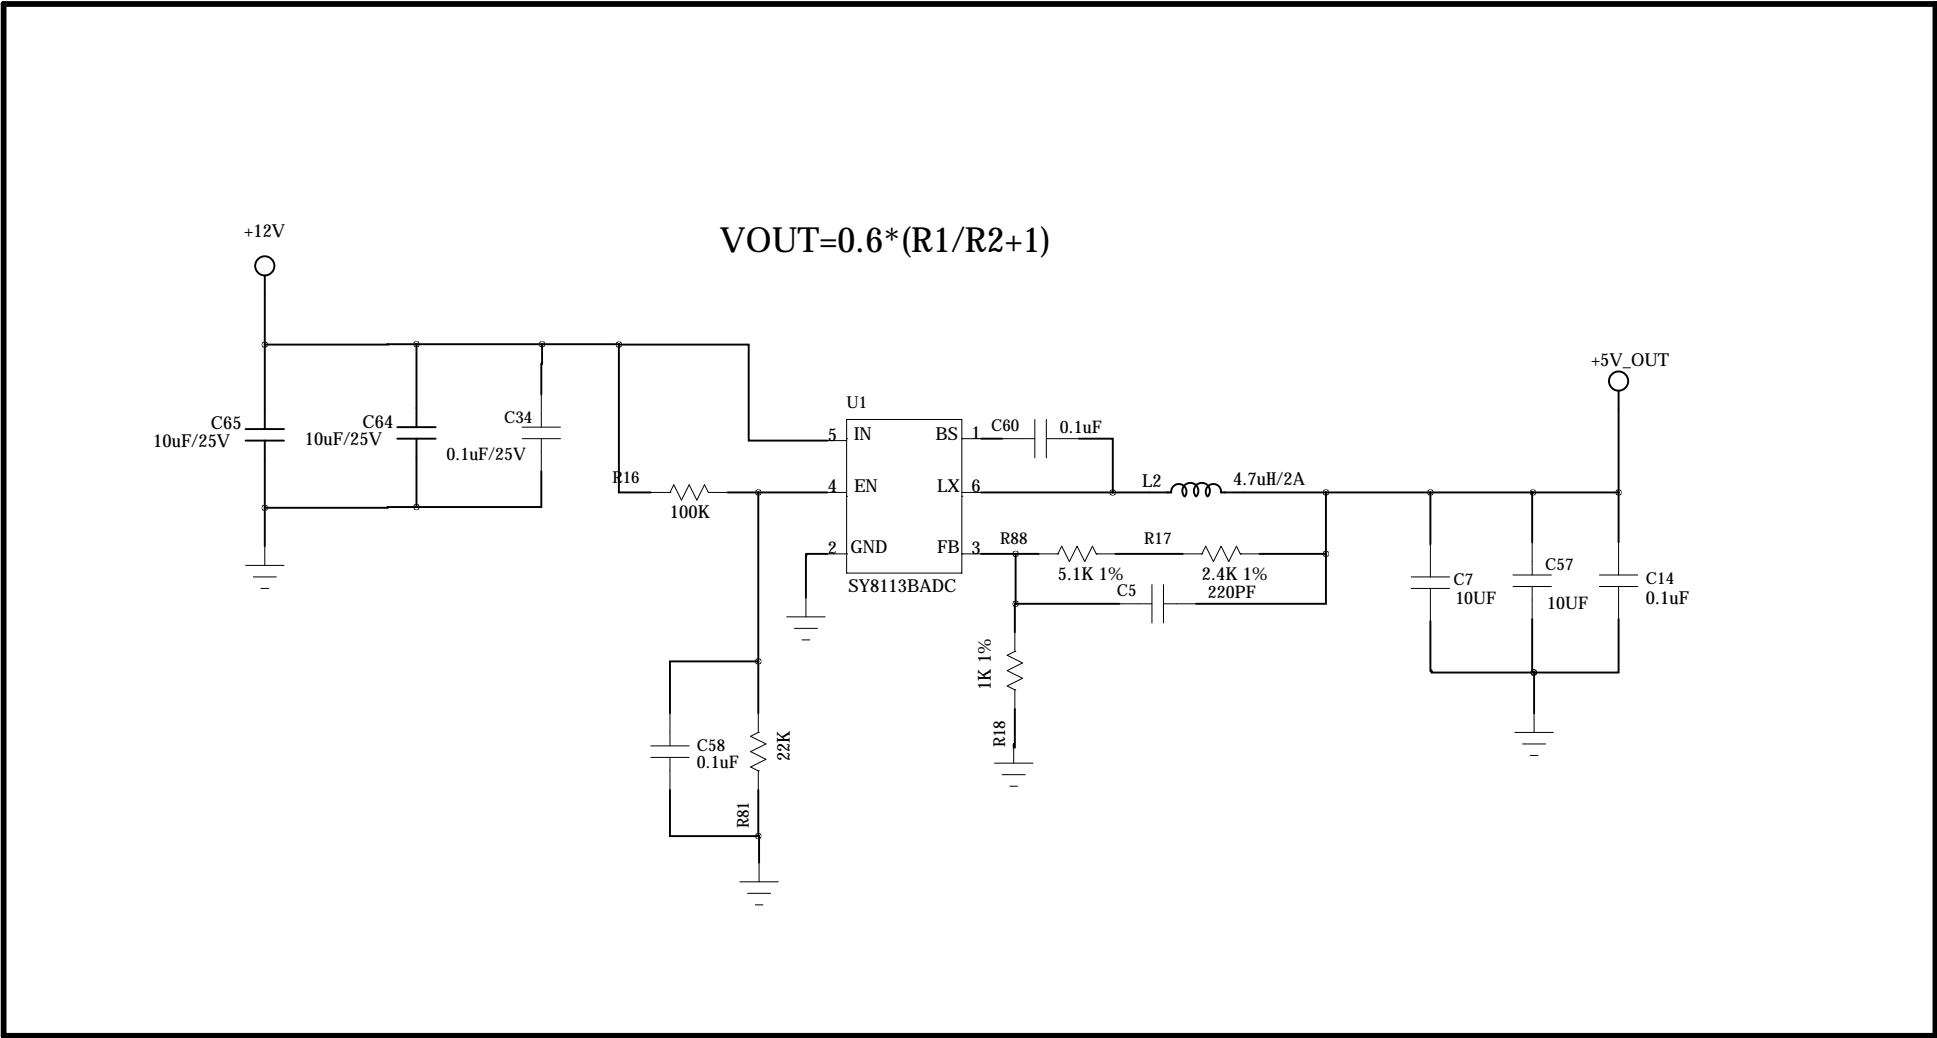 +12V
VOUT=0.6*(R1/R2+1)
+5V_OUT
C65
10uF/25V
C64
10uF/25V
C34
0.1uF/25V
R16
100K
U1
5 IN
4 EN
2 GND
BS 1
LX 6
FB 3
SY8113BADC
C60 0.1uF
L2 4.7uH/2A
R88
5.1K 1%
R17
2.4K 1%
C5
220PF
1K 1%
R18
C7
10UF
C57
10UF
C14
0.1uF
C58
0.1uF
22K
R81